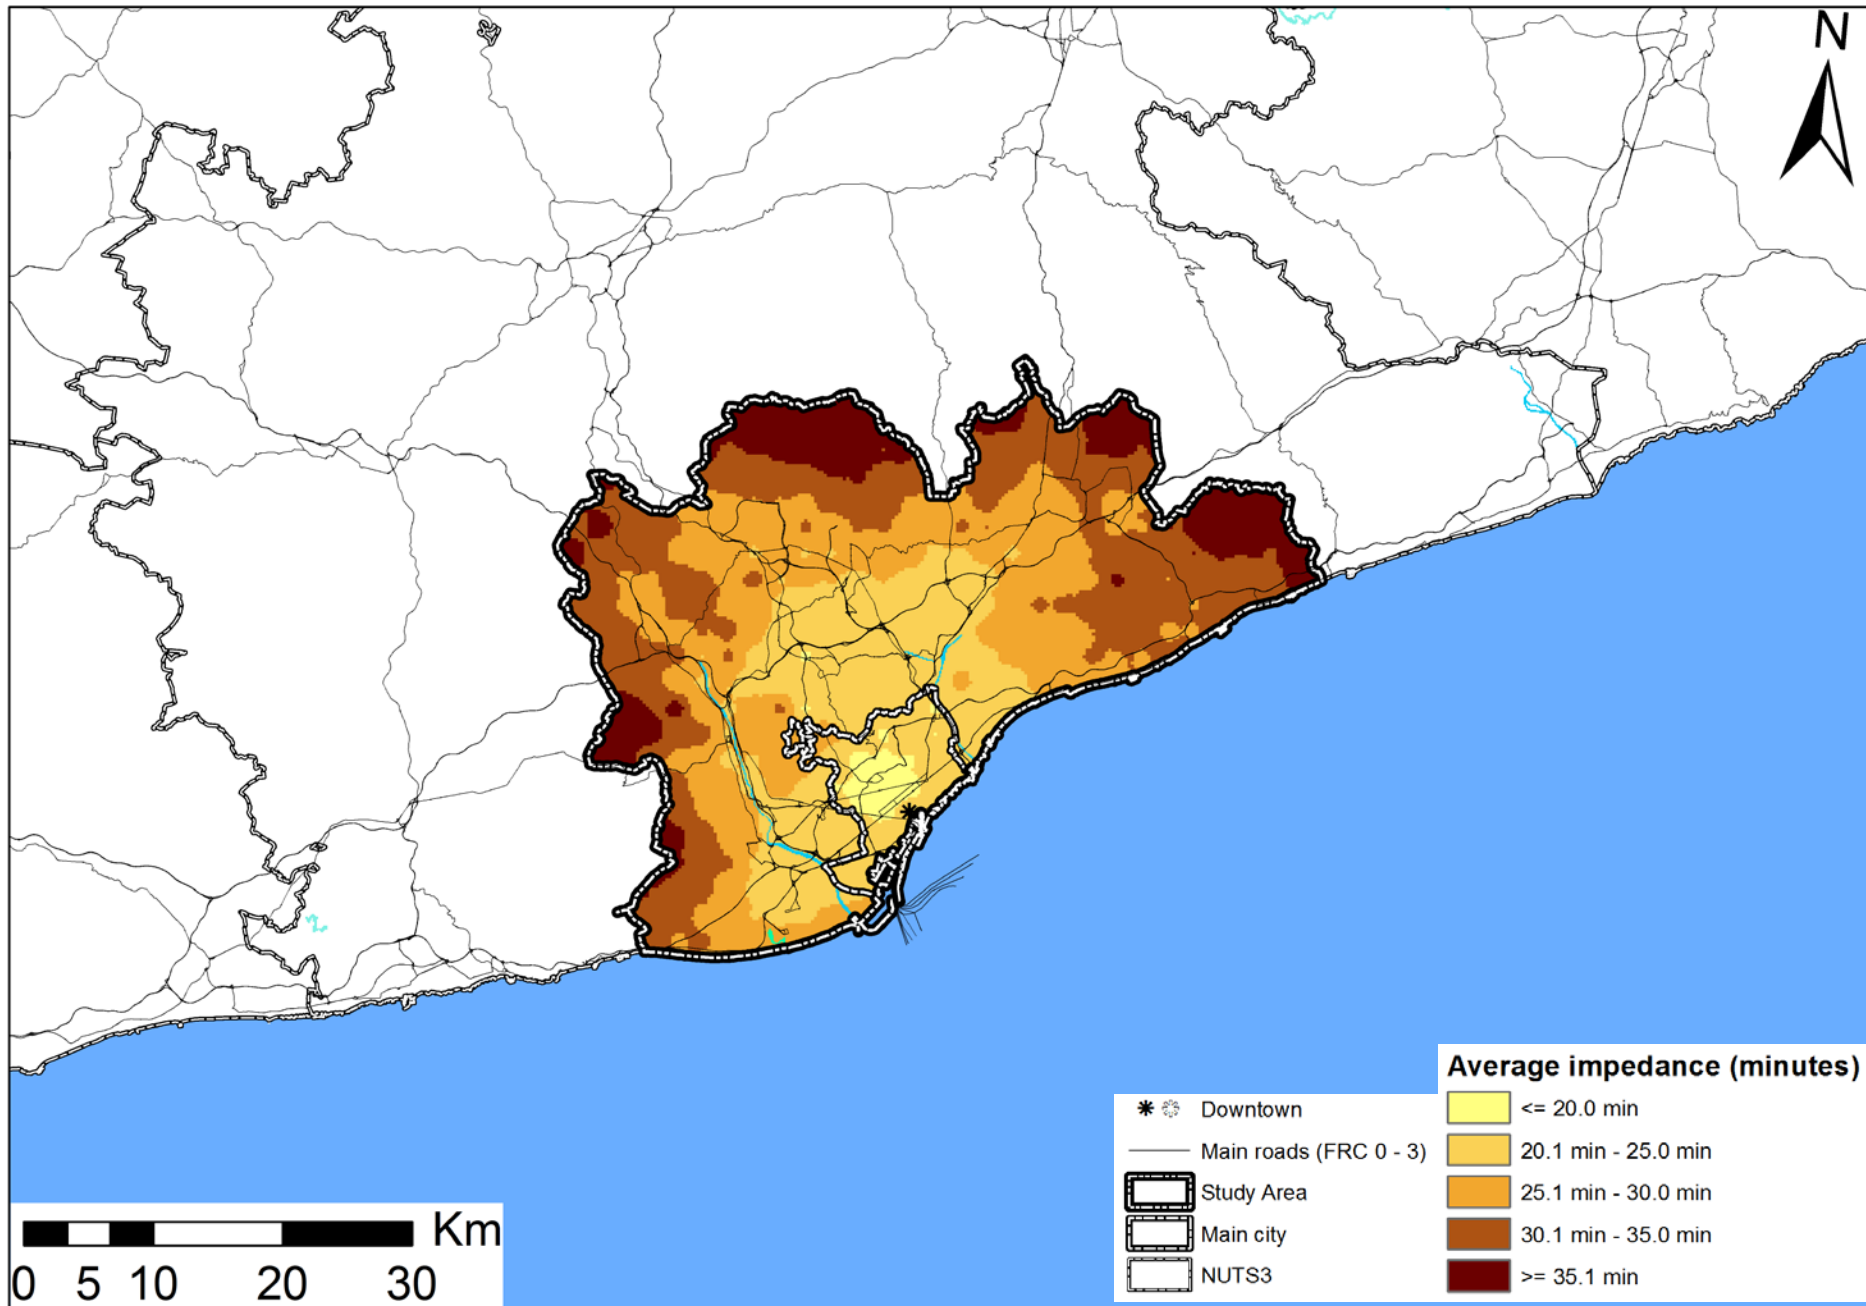 N
Average impedance (minutes)
<= 20.0 min
20.1 min - 25.0 min
25.1 min - 30.0 min
30.1 min - 35.0 min
>= 35.1 min
Downtown
Main roads (FRC 0 - 3)
Study Area
Main city
NUTS3
Km
0 5 10 20 30